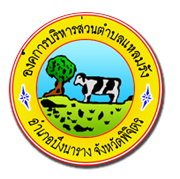 องค์การบริหารส่วนตำบลแหลมรัง
อำเภอบึงนาราง จังหวัดพิจิตร